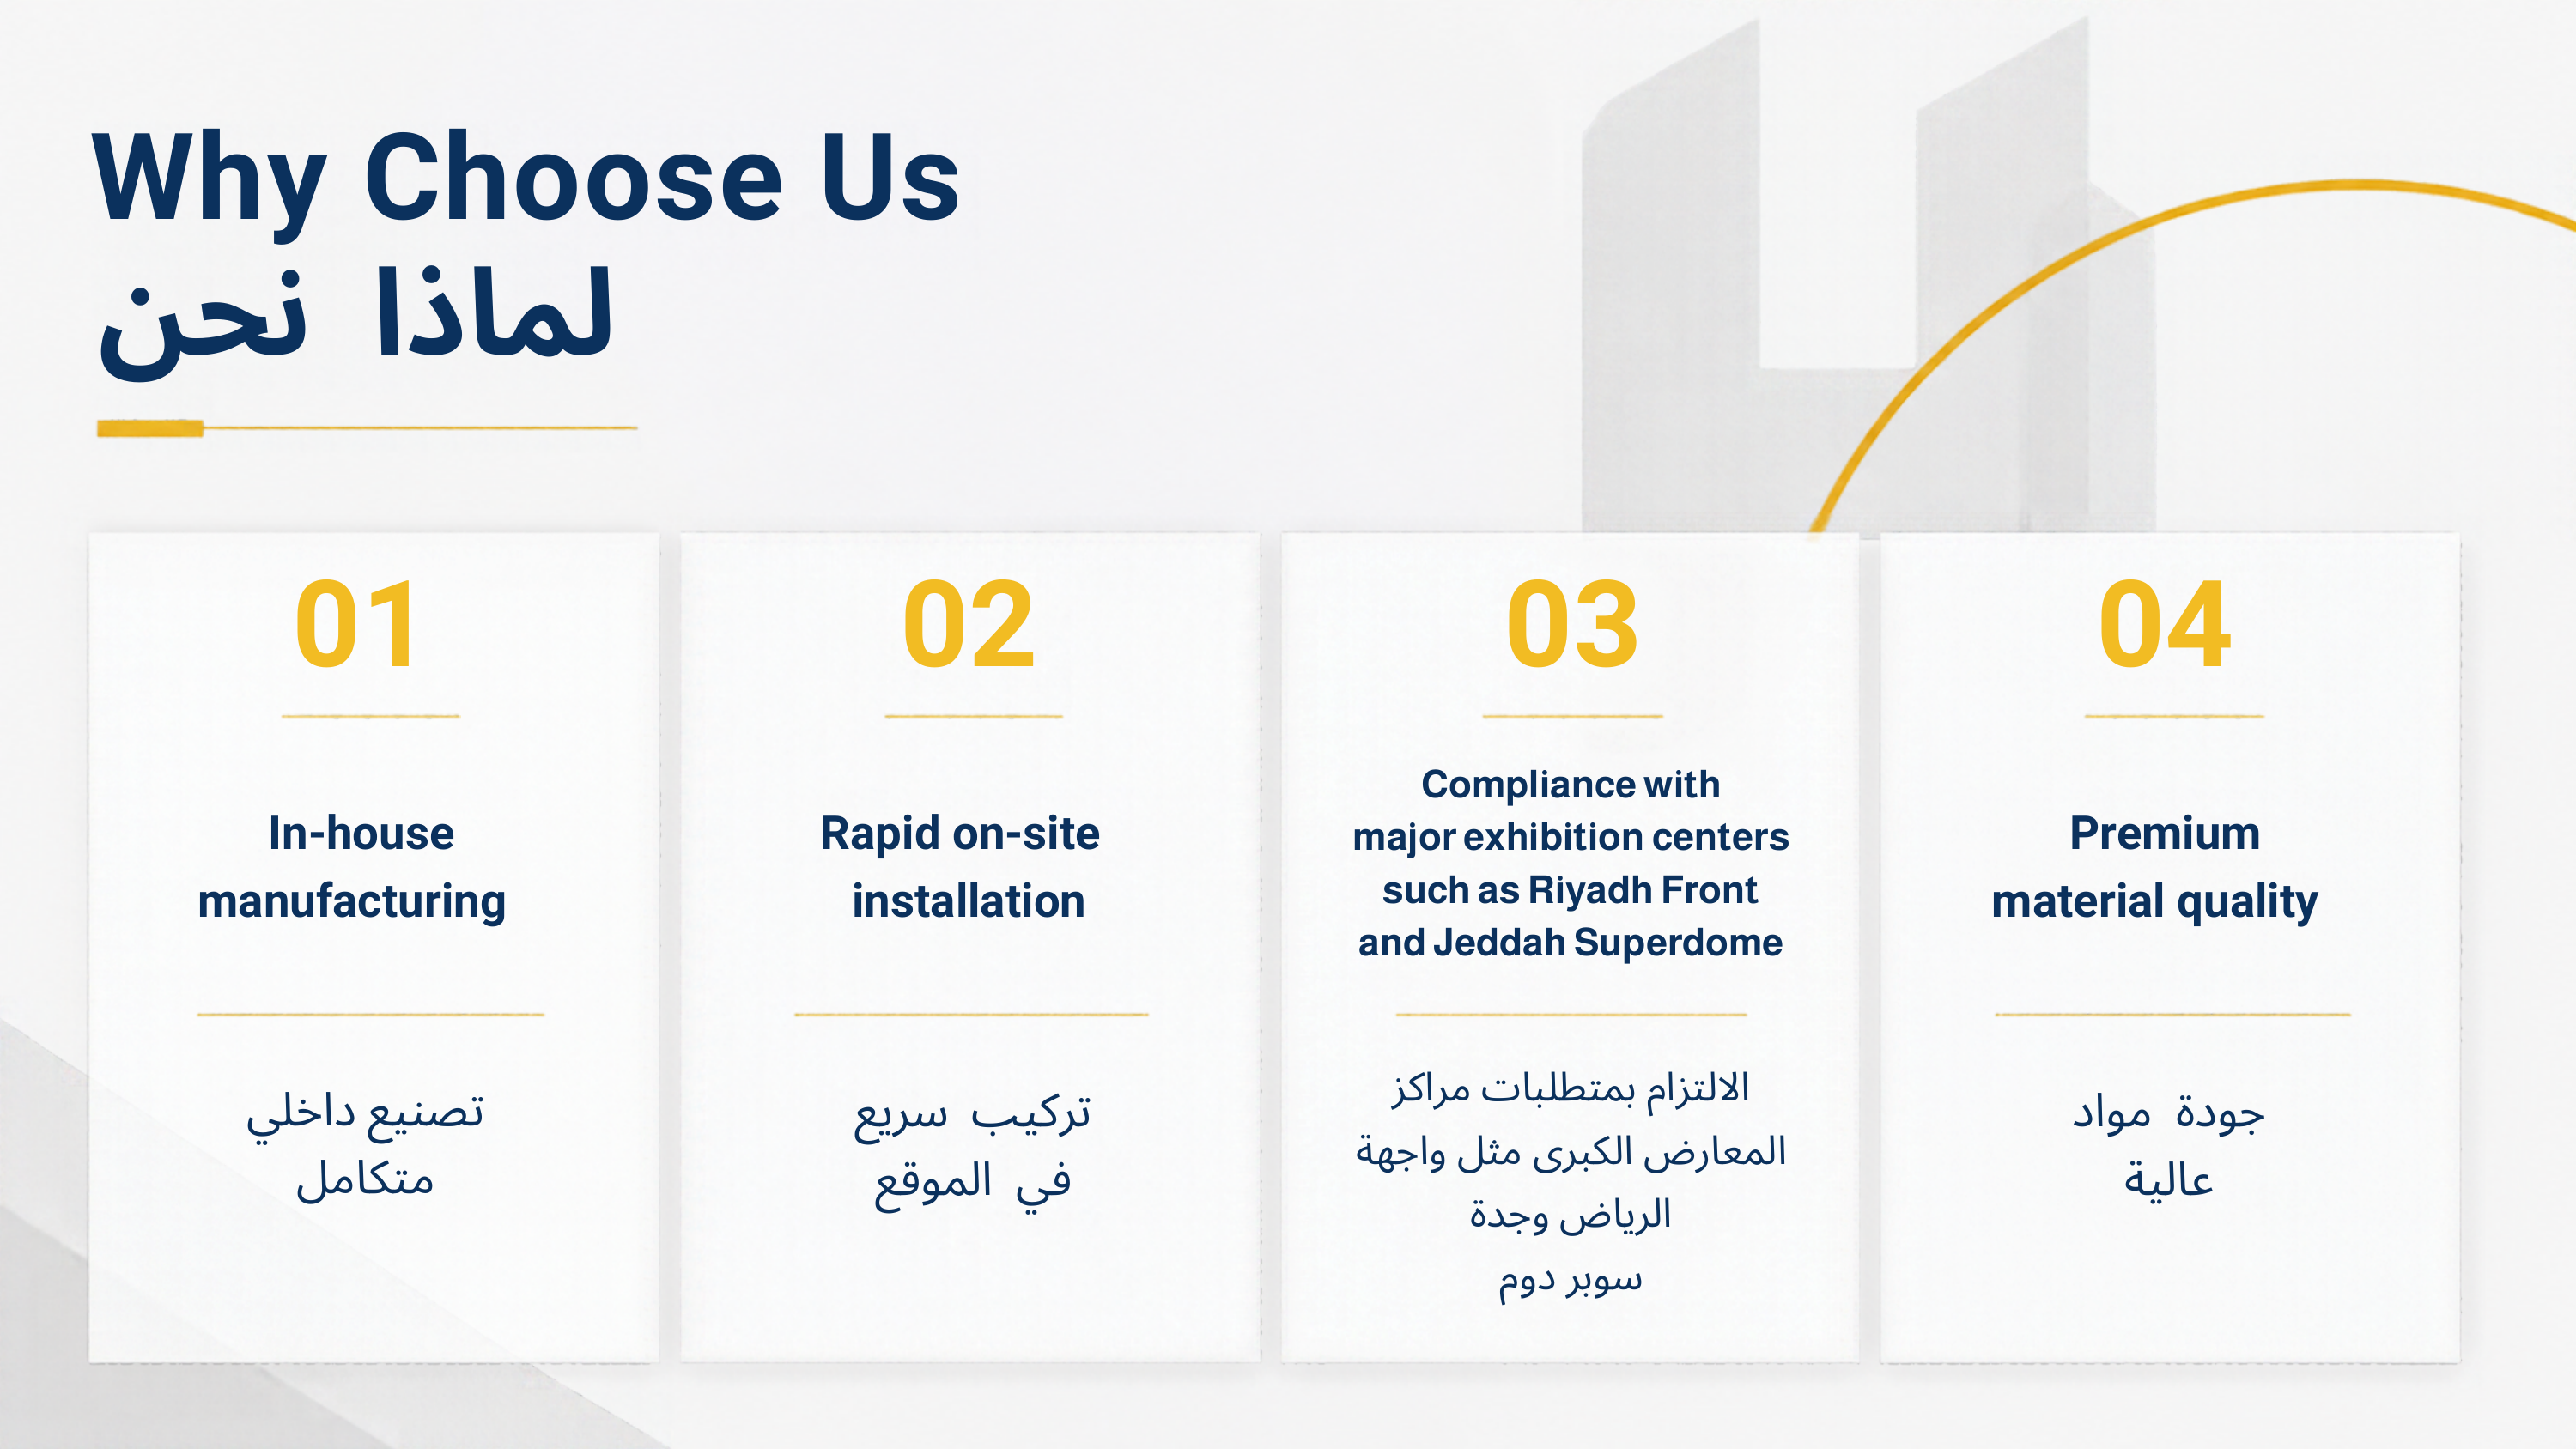 Why Choose Us
لماذا نحن
01
In-house
manufacturing
تصنيع داخلي
متكامل
02
Rapid on-site
installation
تركيب سريع
في الموقع
03
Compliance with
major exhibition centers
such as Riyadh Front
and Jeddah Superdome
الالتزام بمتطلبات مراكز
المعارض الكبرى مثل واجهة
الرياض وجدة
سوبر دوم
04
Premium
material quality
جودة مواد
عالية